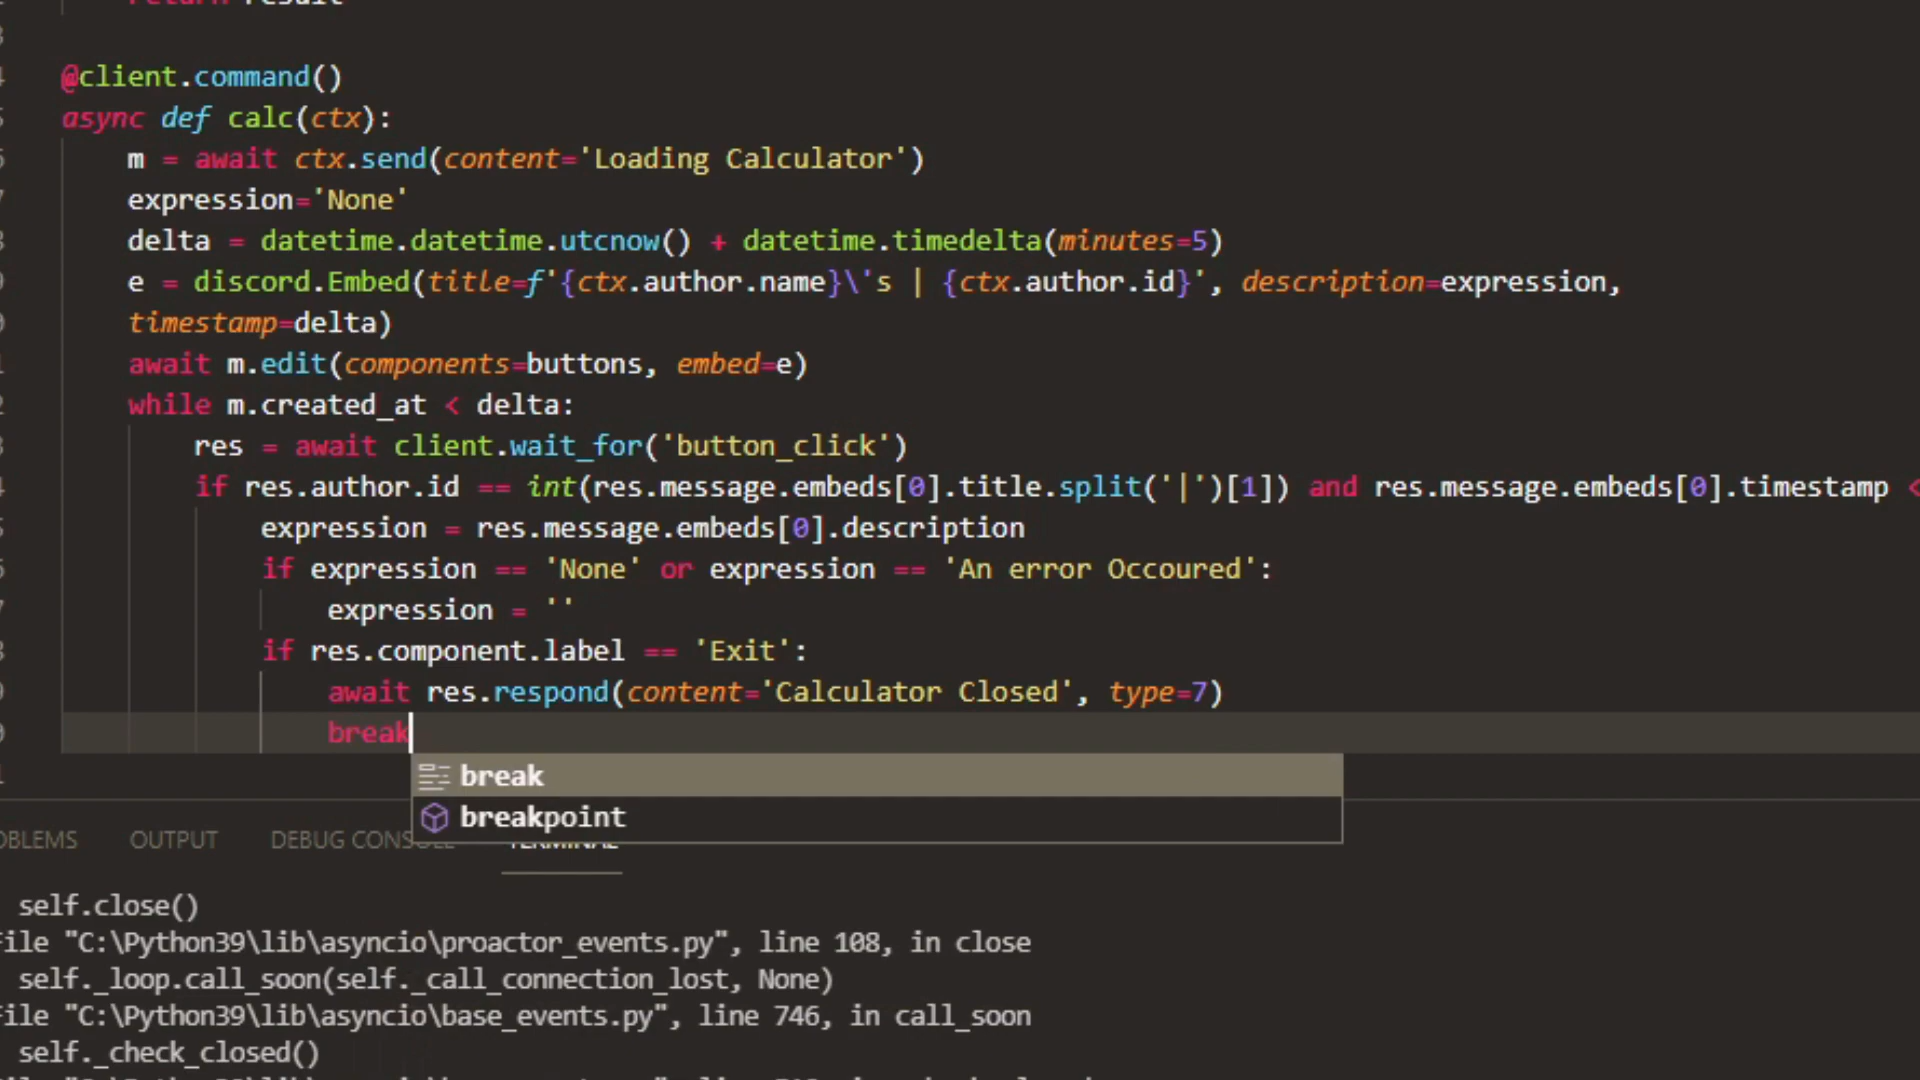 return result
@client.command()
async def calc(ctx):
m = await ctx.send(content='Loading Calculator')
expression='None'
delta = datetime.datetime.utcnow() + datetime.timedelta(minutes=5)
e = discord.Embed(title=f'{ctx.author.name}\'s | {ctx.author.id}', description=expression,
timestamp=delta)
await m.edit(components=buttons, embed=e)
while m.created_at < delta:
res = await client.wait_for('button_click')
if res.author.id == int(res.message.embeds[0].title.split('|')[1]) and res.message.embeds[0].timestamp <
expression = res.message.embeds[0].description
if expression == 'None' or expression == 'An error Occoured':
expression = ''
if res.component.label == 'Exit':
await res.respond(content='Calculator Closed', type=7)
break
break
breakpoint
OBLEMS OUTPUT DEBUG CONSOLE TERMINAL
self.close()
File "C:\Python39\lib\asyncio\proactor_events.py", line 108, in close
self._loop.call_soon(self._call_connection_lost, None)
File "C:\Python39\lib\asyncio\base_events.py", line 746, in call_soon
self._check_closed()